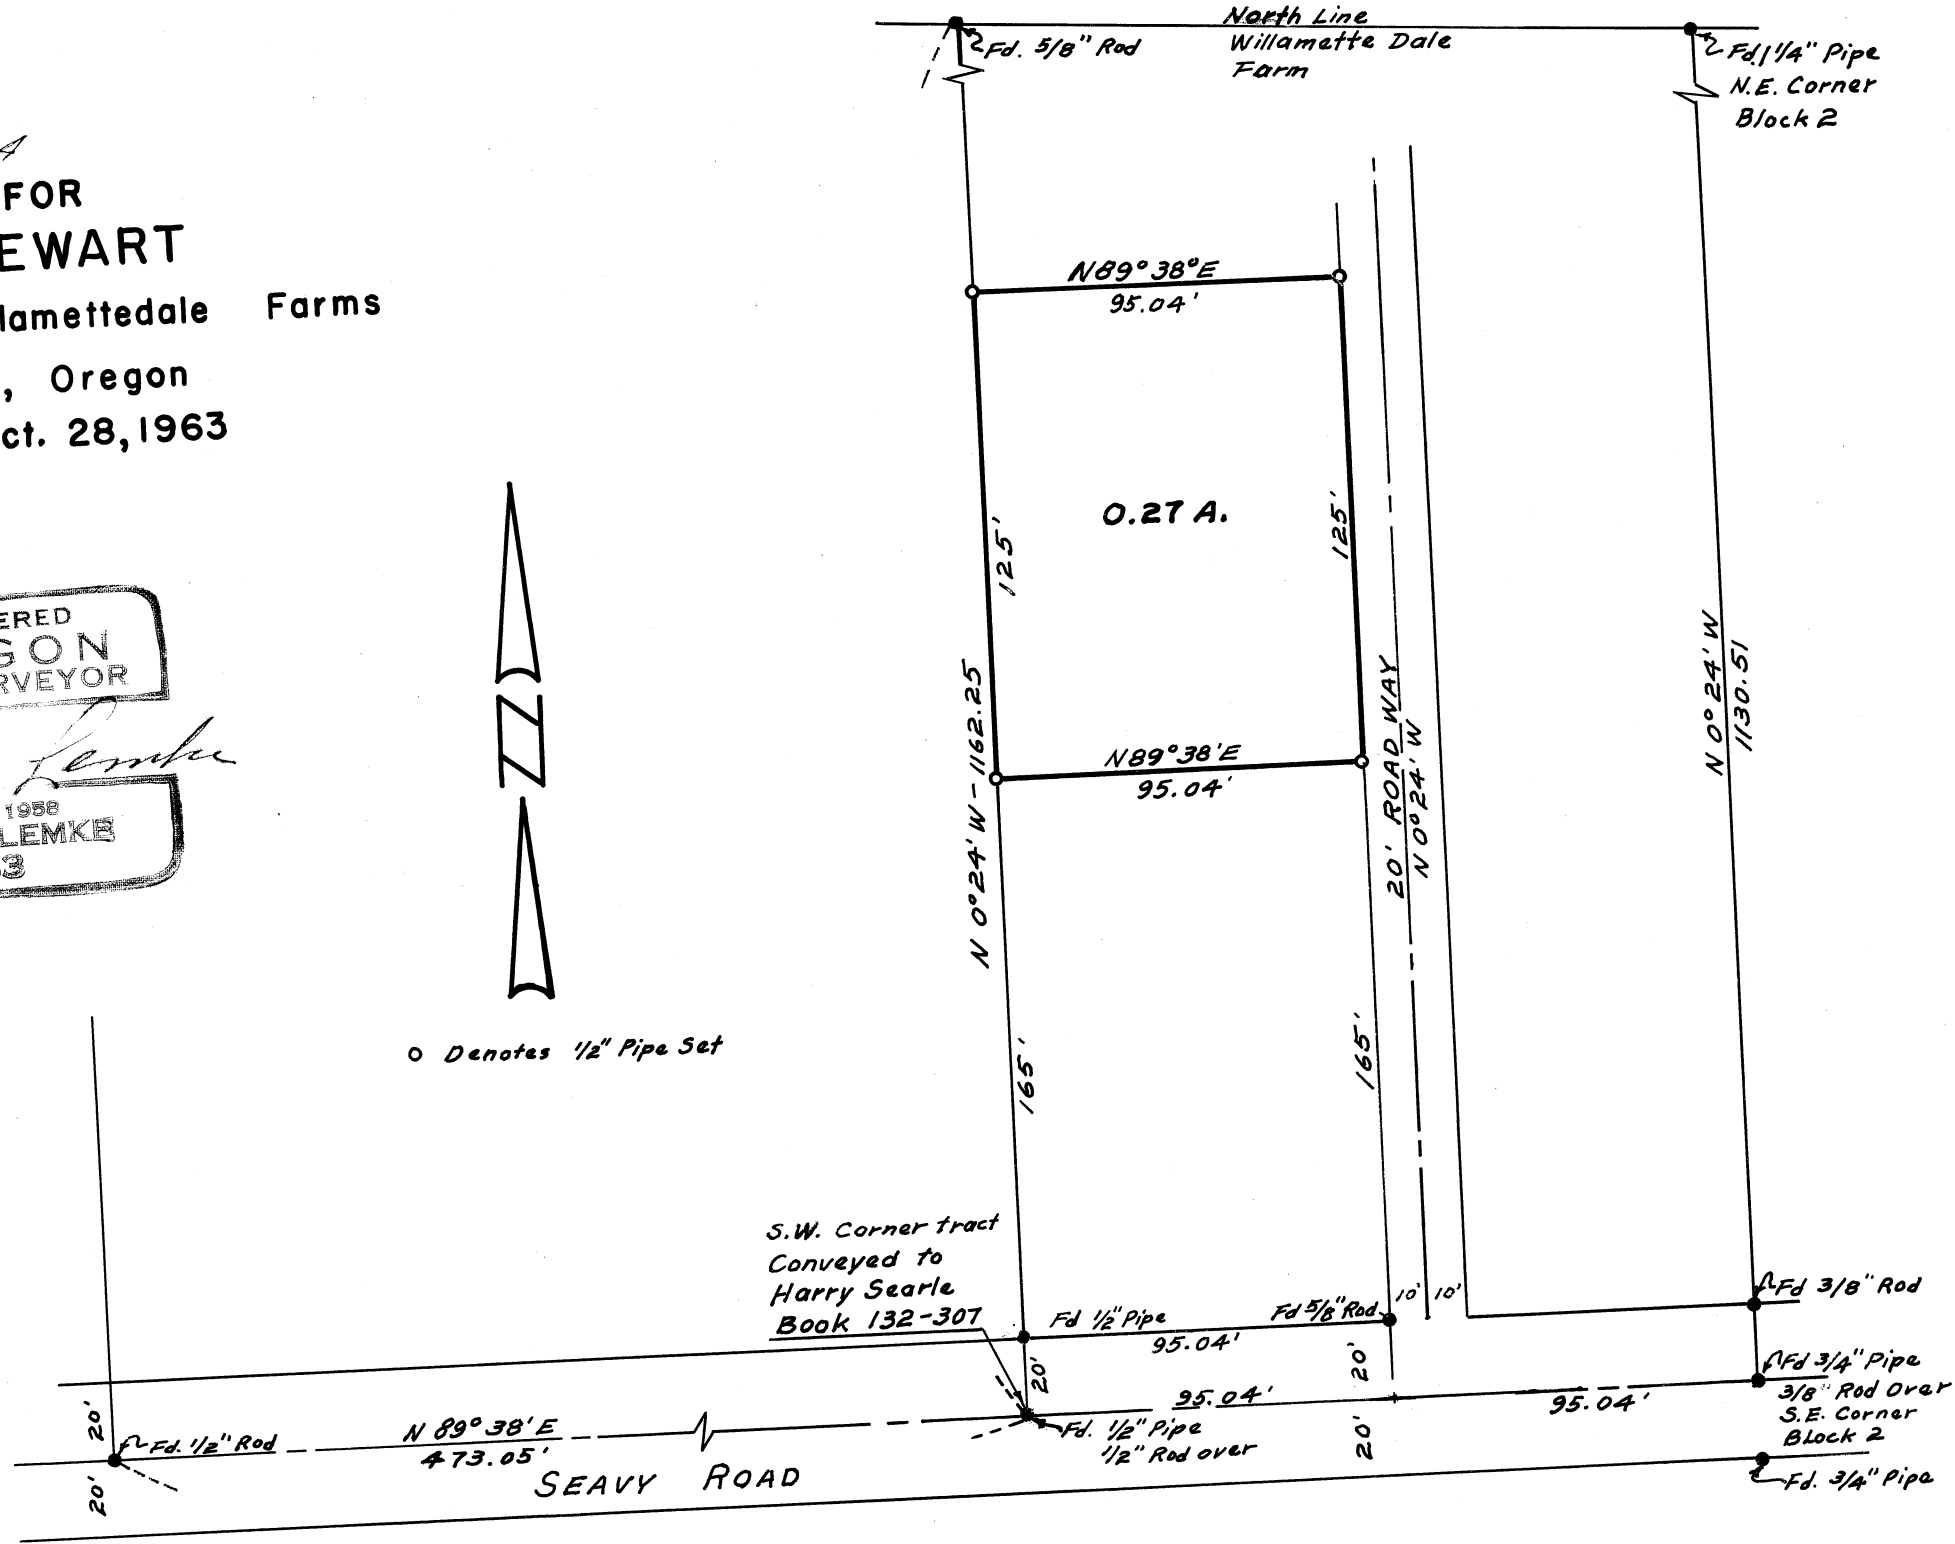 North Line
Willamette Dale
Farm
Fd. 5/8" Rod
Fd. 1 1/4" Pipe
N.E. Corner
Block 2
FOR
EWART
lamettedale Farms
, Oregon
ct. 28, 1963
N89°38°E
95.04'
125'
0.27 A.
125'
ERED
GON
RVEYOR
Lemke
1958
LEMKE
3
N 0°24' W - 1162.25
N89°38'E
95.04'
20' ROAD WAY
N 0°24' W
N 0°24' W
1130.51
N
o Denotes 1/2" Pipe Set
165'
165'
S.W. Corner tract
Conveyed to
Harry Searle
Book 132-307
Fd 1/2" Pipe
Fd 5/8" Rod
10' 10'
95.04'
Fd 3/8" Rod
20'
20'
95.04'
95.04'
Fd 3/4" Pipe
3/8" Rod Over
S.E. Corner
Block 2
20'
Fd. 1/2" Rod
N 89°38'E
473.05'
Fd. 1/2" Pipe
1/2" Rod over
20'
20'
SEAVY ROAD
Fd. 3/4" Pipe